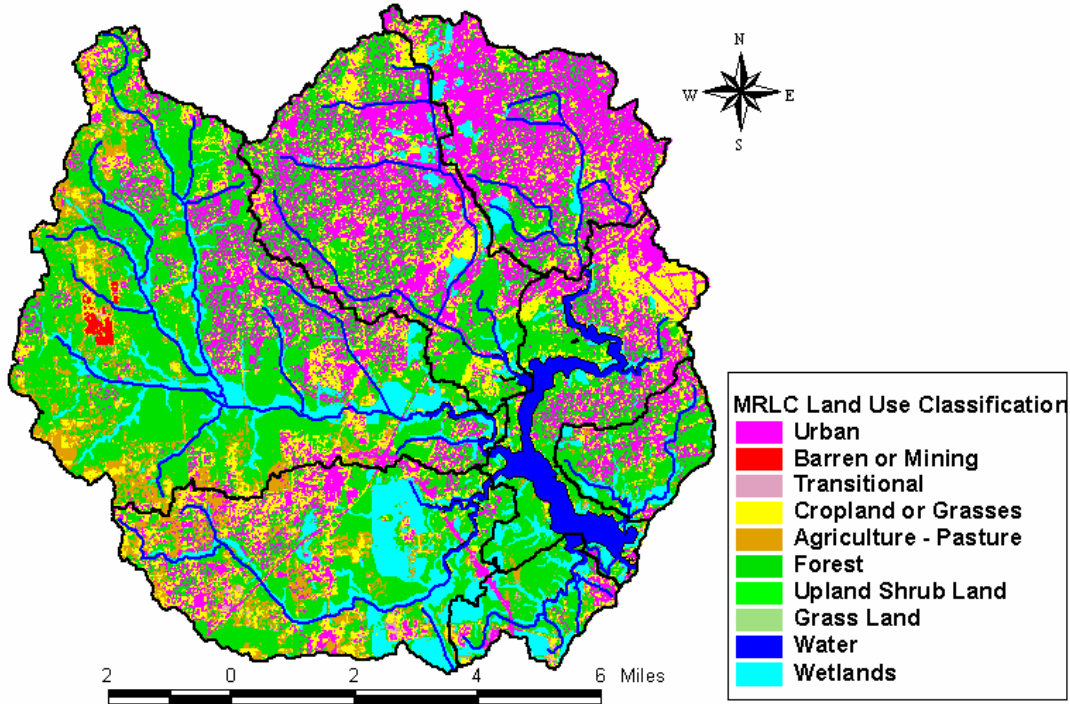 N
W E
S
MRLC Land Use Classification
Urban
Barren or Mining
Transitional
Cropland or Grasses
Agriculture - Pasture
Forest
Upland Shrub Land
Grass Land
Water
Wetlands
2 0 2 4 6 Miles